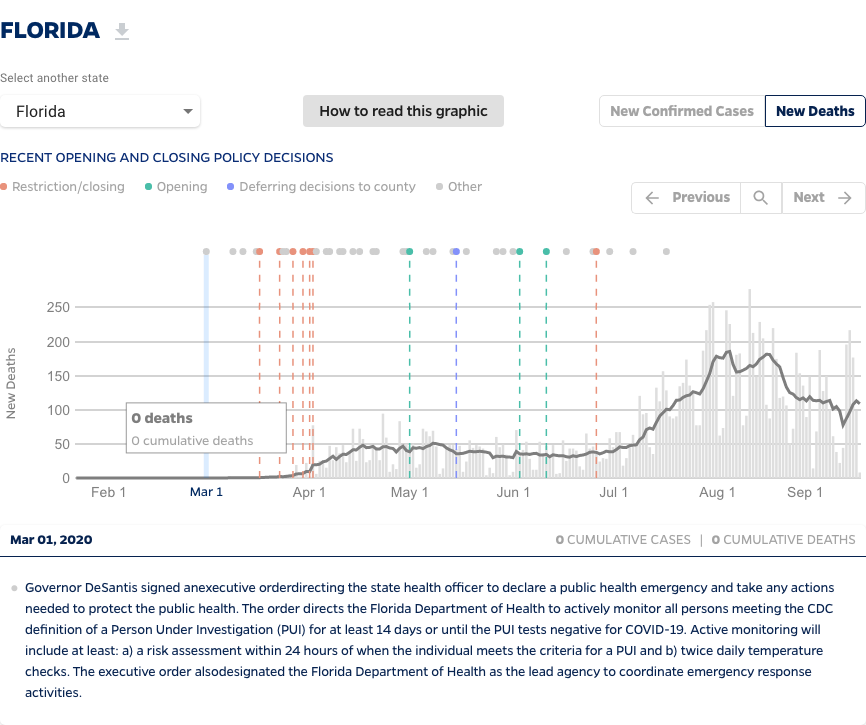 FLORIDA
Select another state
Florida
How to read this graphic
New Confirmed Cases
New Deaths
RECENT OPENING AND CLOSING POLICY DECISIONS
Restriction/closing
Opening
Deferring decisions to county
Other
Previous
Next
250
200
150
100
50
0
New Deaths
0 deaths
0 cumulative deaths
Feb 1
Mar 1
Apr 1
May 1
Jun 1
Jul 1
Aug 1
Sep 1
Mar 01, 2020
0 CUMULATIVE CASES | 0 CUMULATIVE DEATHS
Governor DeSantis signed anexecutive orderdirecting the state health officer to declare a public health emergency and take any actions
needed to protect the public health. The order directs the Florida Department of Health to actively monitor all persons meeting the CDC
definition of a Person Under Investigation (PUI) for at least 14 days or until the PUI tests negative for COVID-19. Active monitoring will
include at least: a) a risk assessment within 24 hours of when the individual meets the criteria for a PUI and b) twice daily temperature
checks. The executive order alsodesignated the Florida Department of Health as the lead agency to coordinate emergency response
activities.